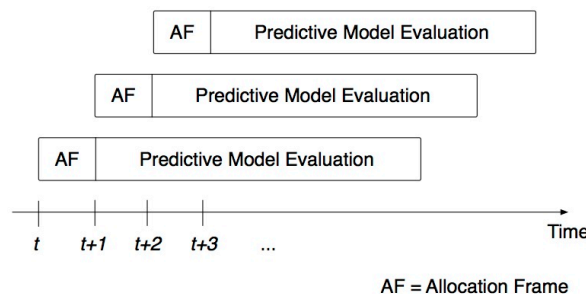 AF Predictive Model Evaluation
AF Predictive Model Evaluation
AF Predictive Model Evaluation
t t+1 t+2 t+3 ...
Time
AF = Allocation Frame